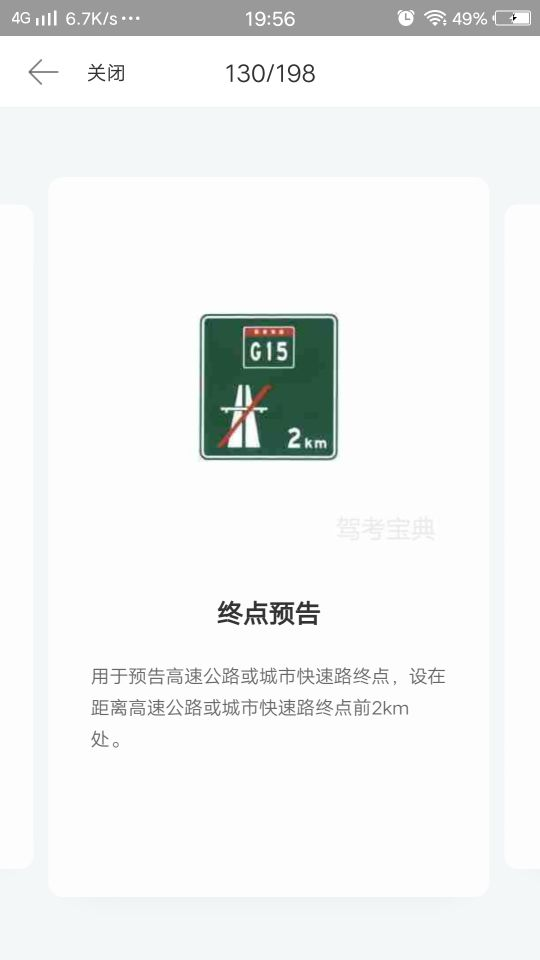 4G 6.7K/s 19:56 49%
关闭 130/198
G15
2km
驾考宝典
终点预告
用于预告高速公路或城市快速路终点，设在
距离高速公路或城市快速路终点前2km
处。